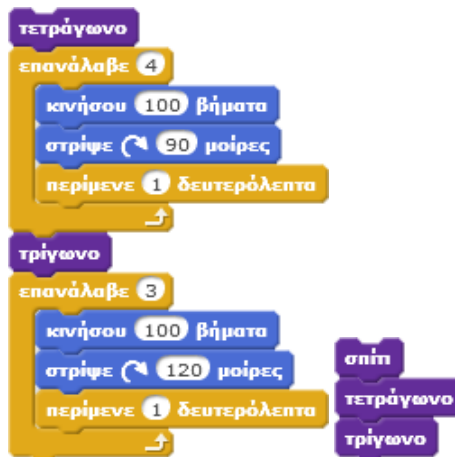 τετράγωνο
επανάλαβε 4
κινήσου 100 βήματα
στρίψε 90 μοίρες
περίμενε 1 δευτερόλεπτα
τρίγωνο
επανάλαβε 3
κινήσου 100 βήματα
στρίψε 120 μοίρες
περίμενε 1 δευτερόλεπτα
σπίτι
τετράγωνο
τρίγωνο